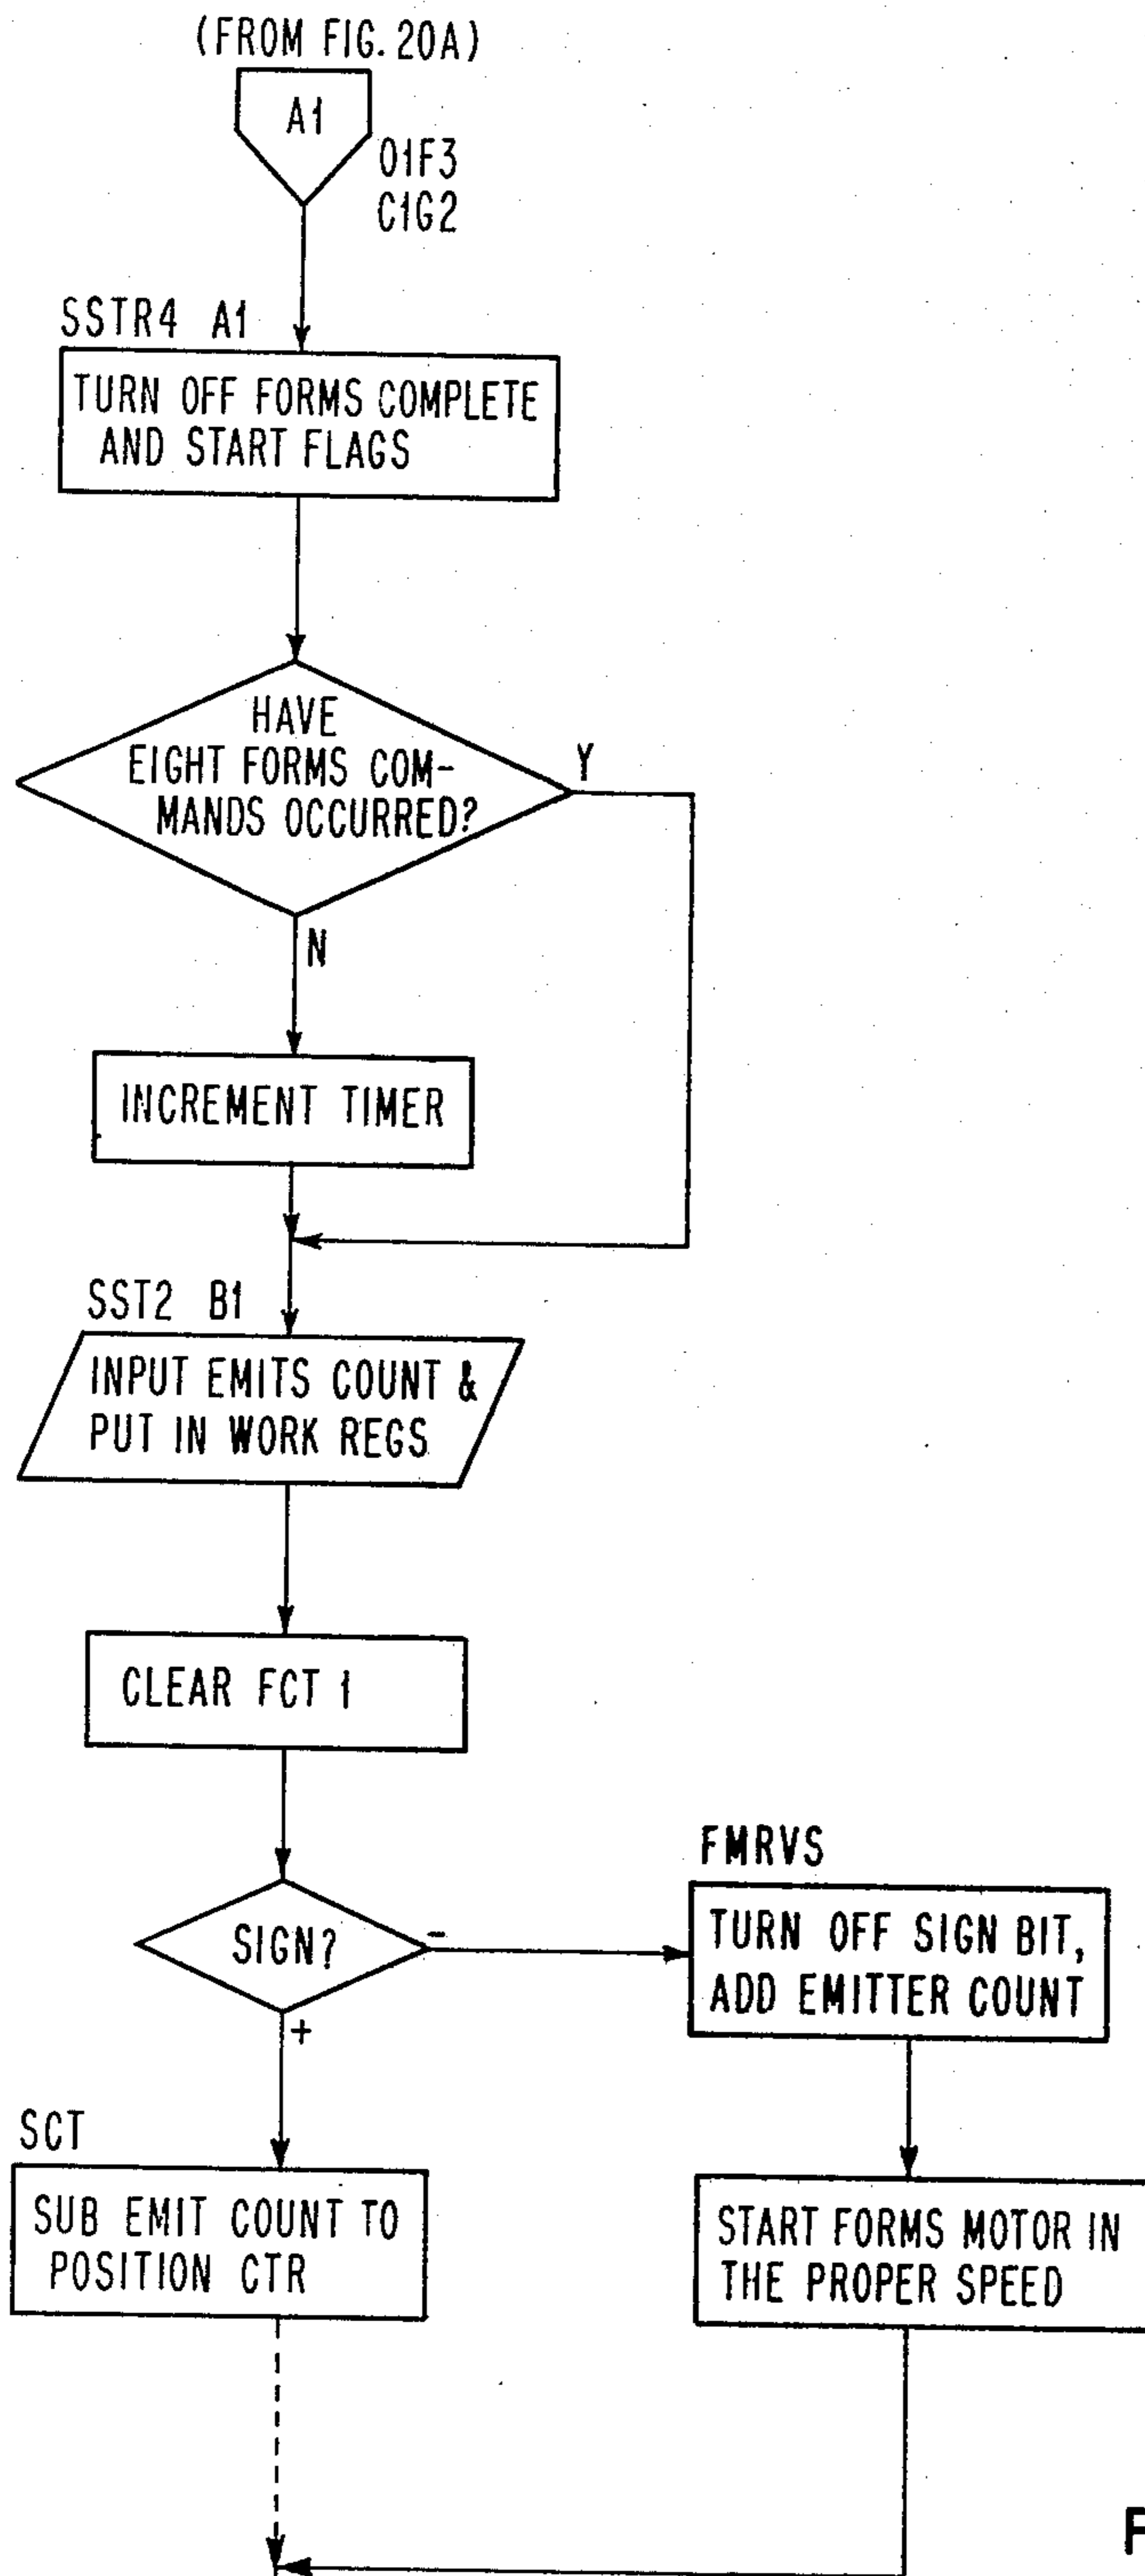 (FROM FIG. 20A)
A1
01F3
C1G2
SSTR4 A1
TURN OFF FORMS COMPLETE
AND START FLAGS
HAVE
EIGHT FORMS COM-
MANDS OCCURRED?
Y
N
INCREMENT TIMER
SST2 B1
INPUT EMITS COUNT &
PUT IN WORK REGS
CLEAR FCT 1
SIGN?
-
+
FMRVS
TURN OFF SIGN BIT,
ADD EMITTER COUNT
SCT
SUB EMIT COUNT TO
POSITION CTR
START FORMS MOTOR IN
THE PROPER SPEED
F